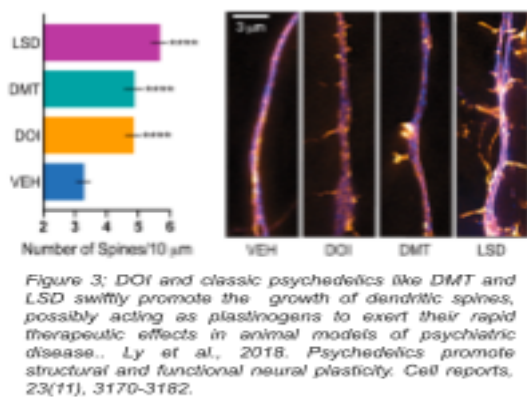 LSD
****
DMT
****
DOI
****
VEH
2 3 4 5 6
Number of Spines/10 µm
3 µm
VEH DOI DMT LSD
Figure 3; DOI and classic psychedelics like DMT and
LSD swiftly promote the growth of dendritic spines,
possibly acting as plastinogens to exert their rapid
therapeutic effects in animal models of psychiatric
disease.. Ly et al., 2018. Psychedelics promote
structural and functional neural plasticity. Cell reports,
23(11), 3170-3182.